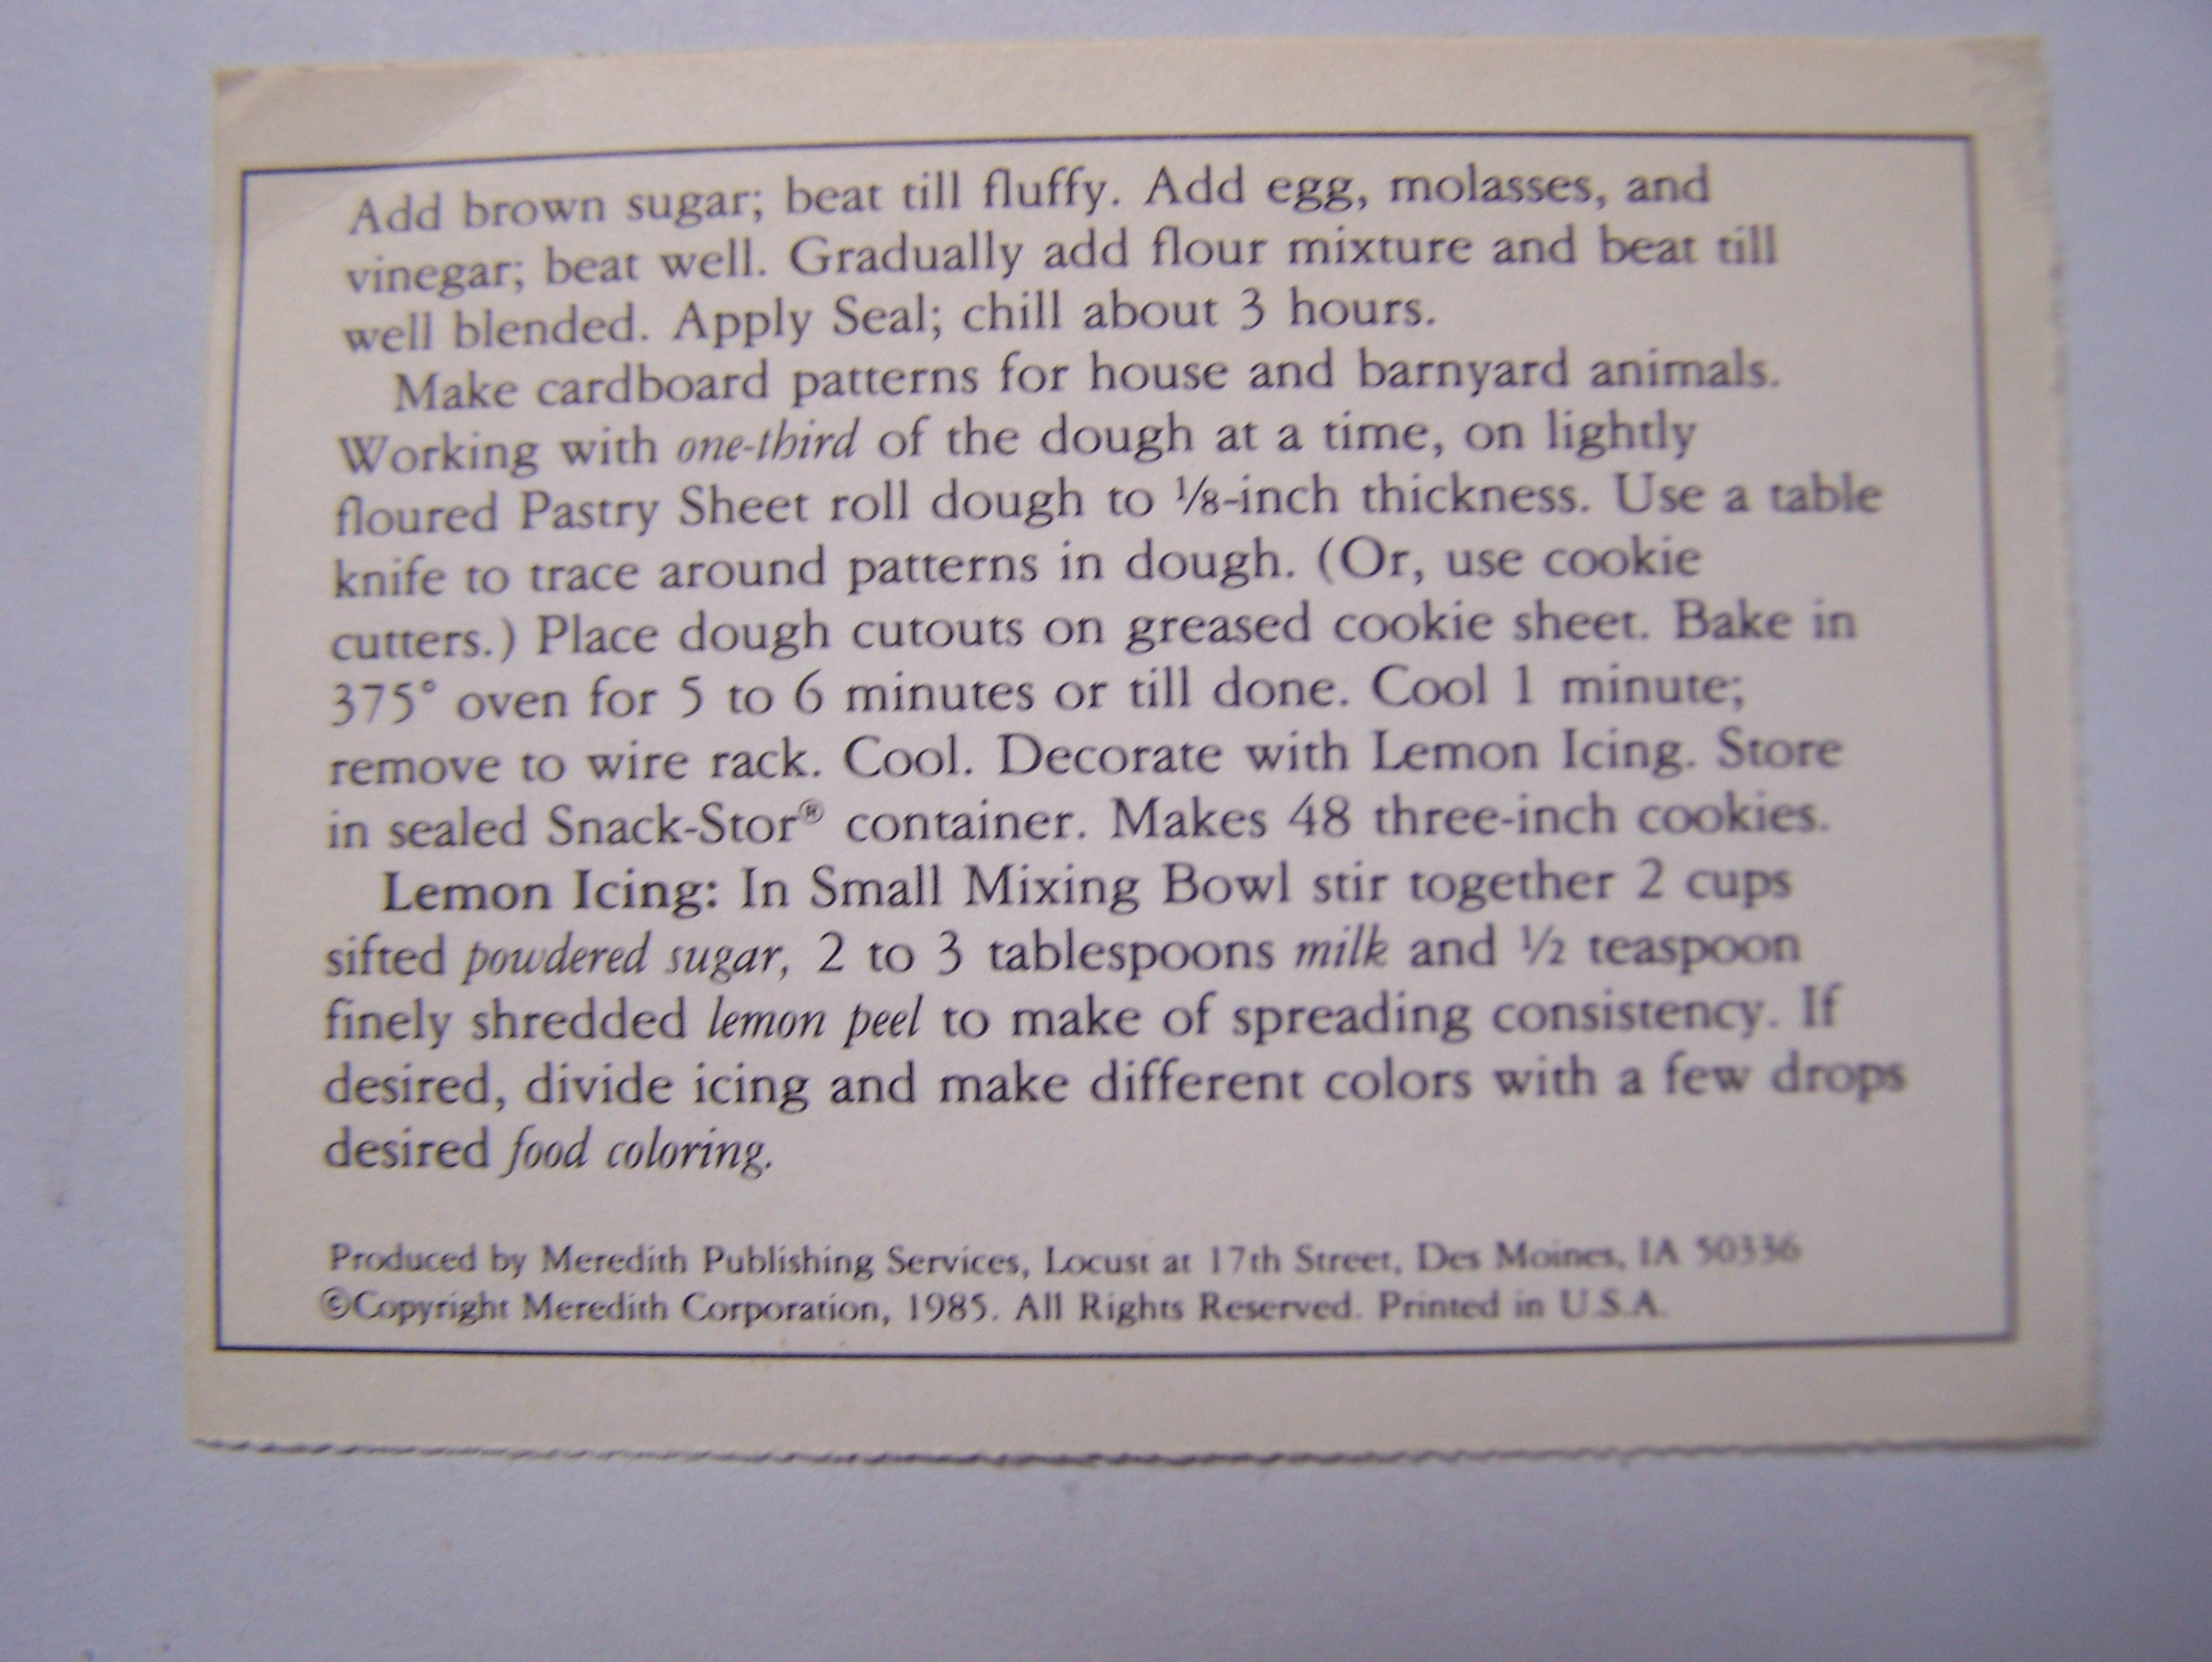 Add brown sugar; beat till fluffy. Add egg, molasses, and
vinegar; beat well. Gradually add flour mixture and beat till
well blended. Apply Seal; chill about 3 hours.
Make cardboard patterns for house and barnyard animals.
Working with one-third of the dough at a time, on lightly
floured Pastry Sheet roll dough to ⅛-inch thickness. Use a table
knife to trace around patterns in dough. (Or, use cookie
cutters.) Place dough cutouts on greased cookie sheet. Bake in
375° oven for 5 to 6 minutes or till done. Cool 1 minute;
remove to wire rack. Cool. Decorate with Lemon Icing. Store
in sealed Snack-Stor® container. Makes 48 three-inch cookies.
Lemon Icing: In Small Mixing Bowl stir together 2 cups
sifted powdered sugar, 2 to 3 tablespoons milk and ½ teaspoon
finely shredded lemon peel to make of spreading consistency. If
desired, divide icing and make different colors with a few drops
desired food coloring.
Produced by Meredith Publishing Services, Locust at 17th Street, Des Moines, IA 50336
©Copyright Meredith Corporation, 1985. All Rights Reserved. Printed in U.S.A.